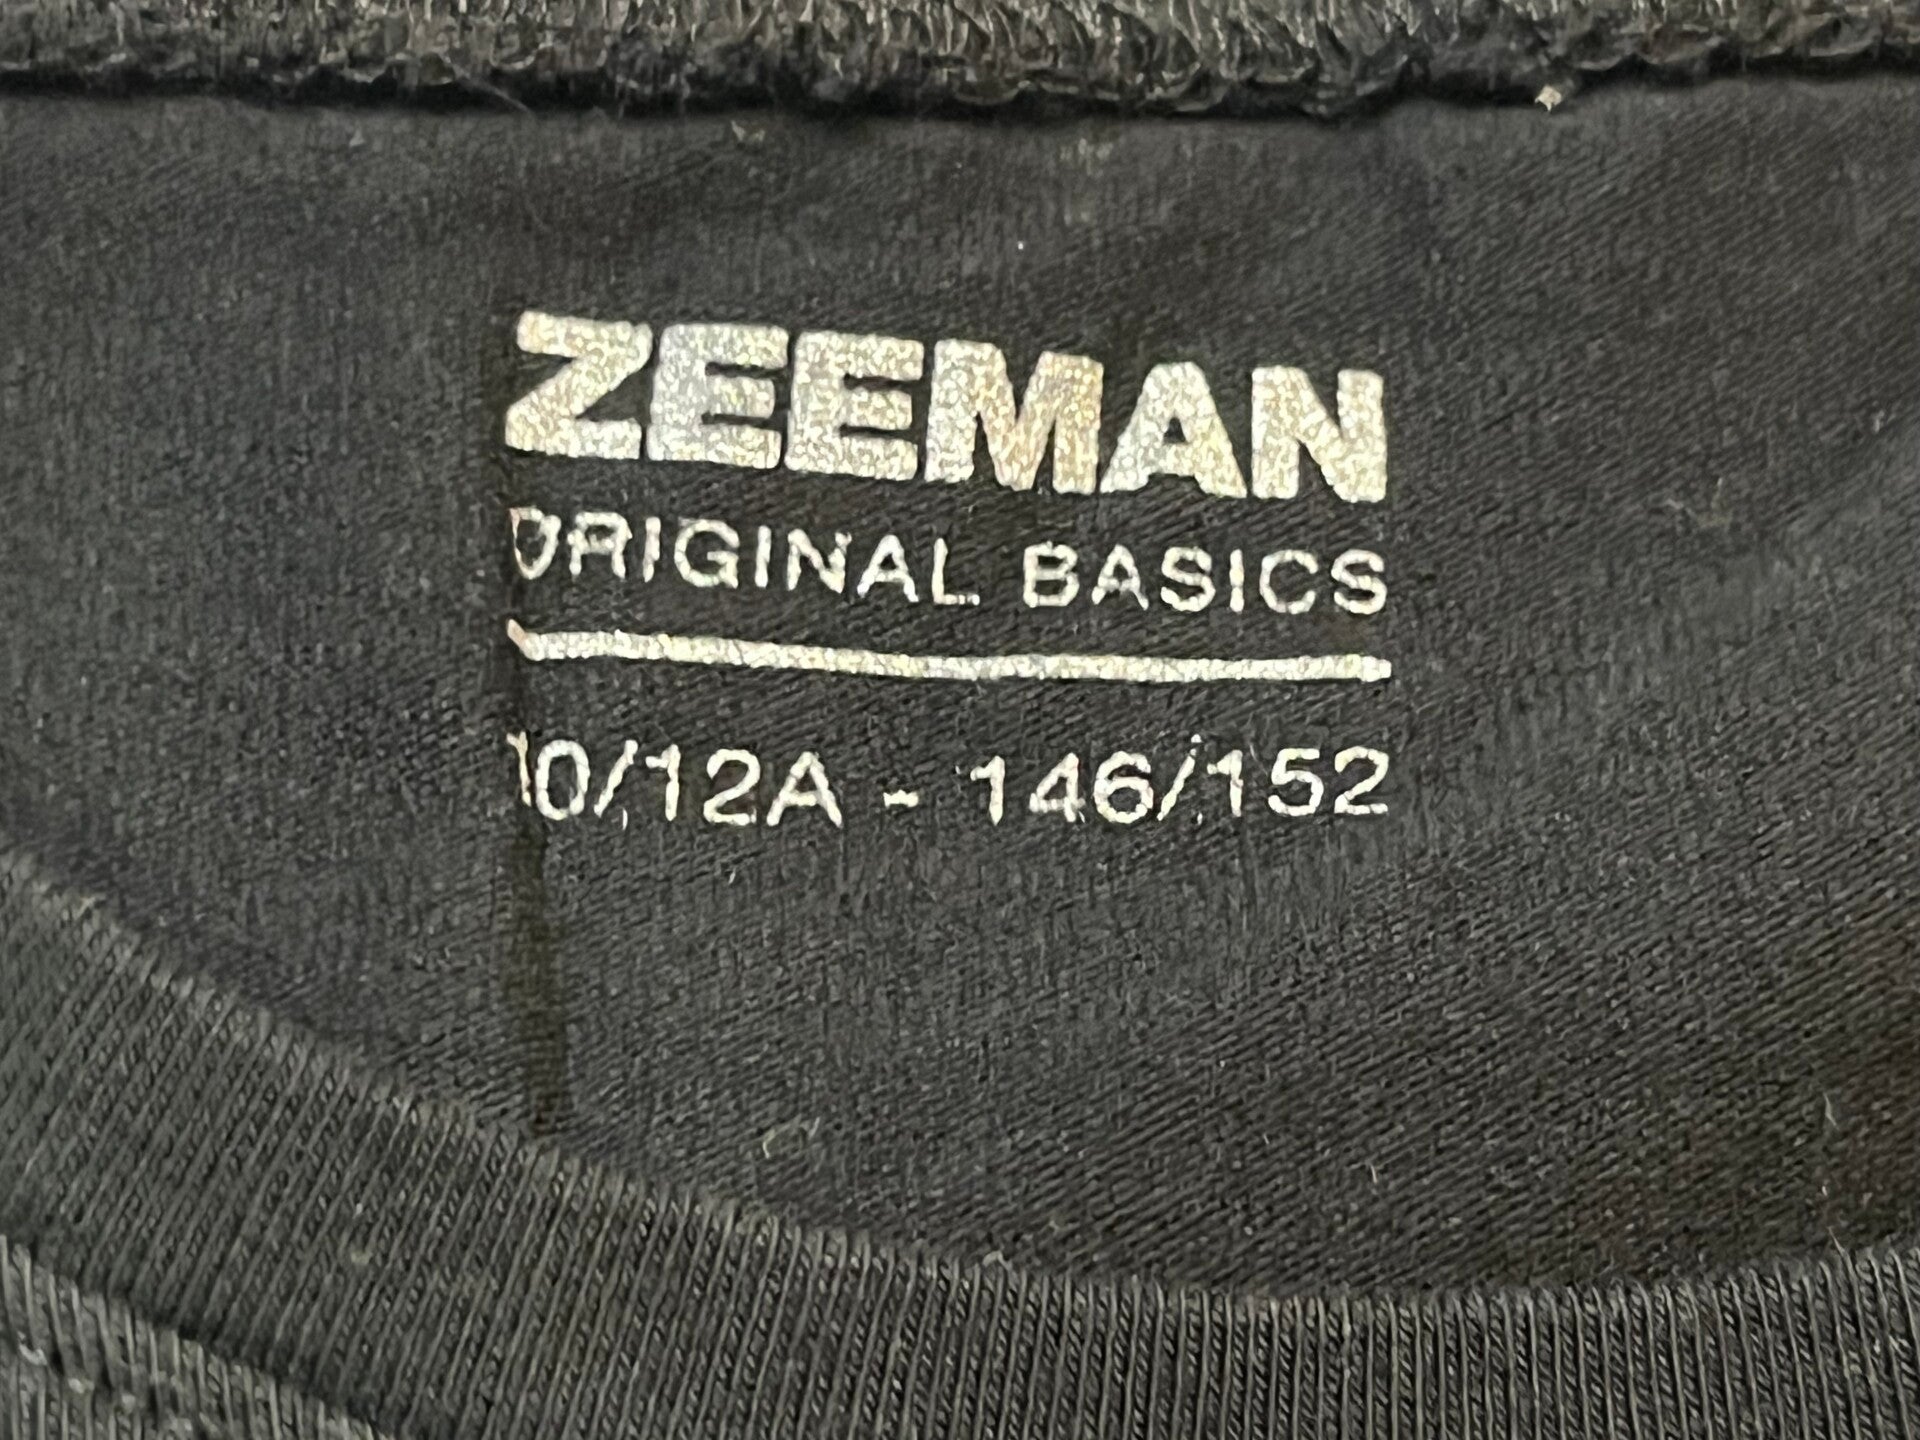 ZEEMAN
ORIGINAL BASICS
10/12A - 146/152